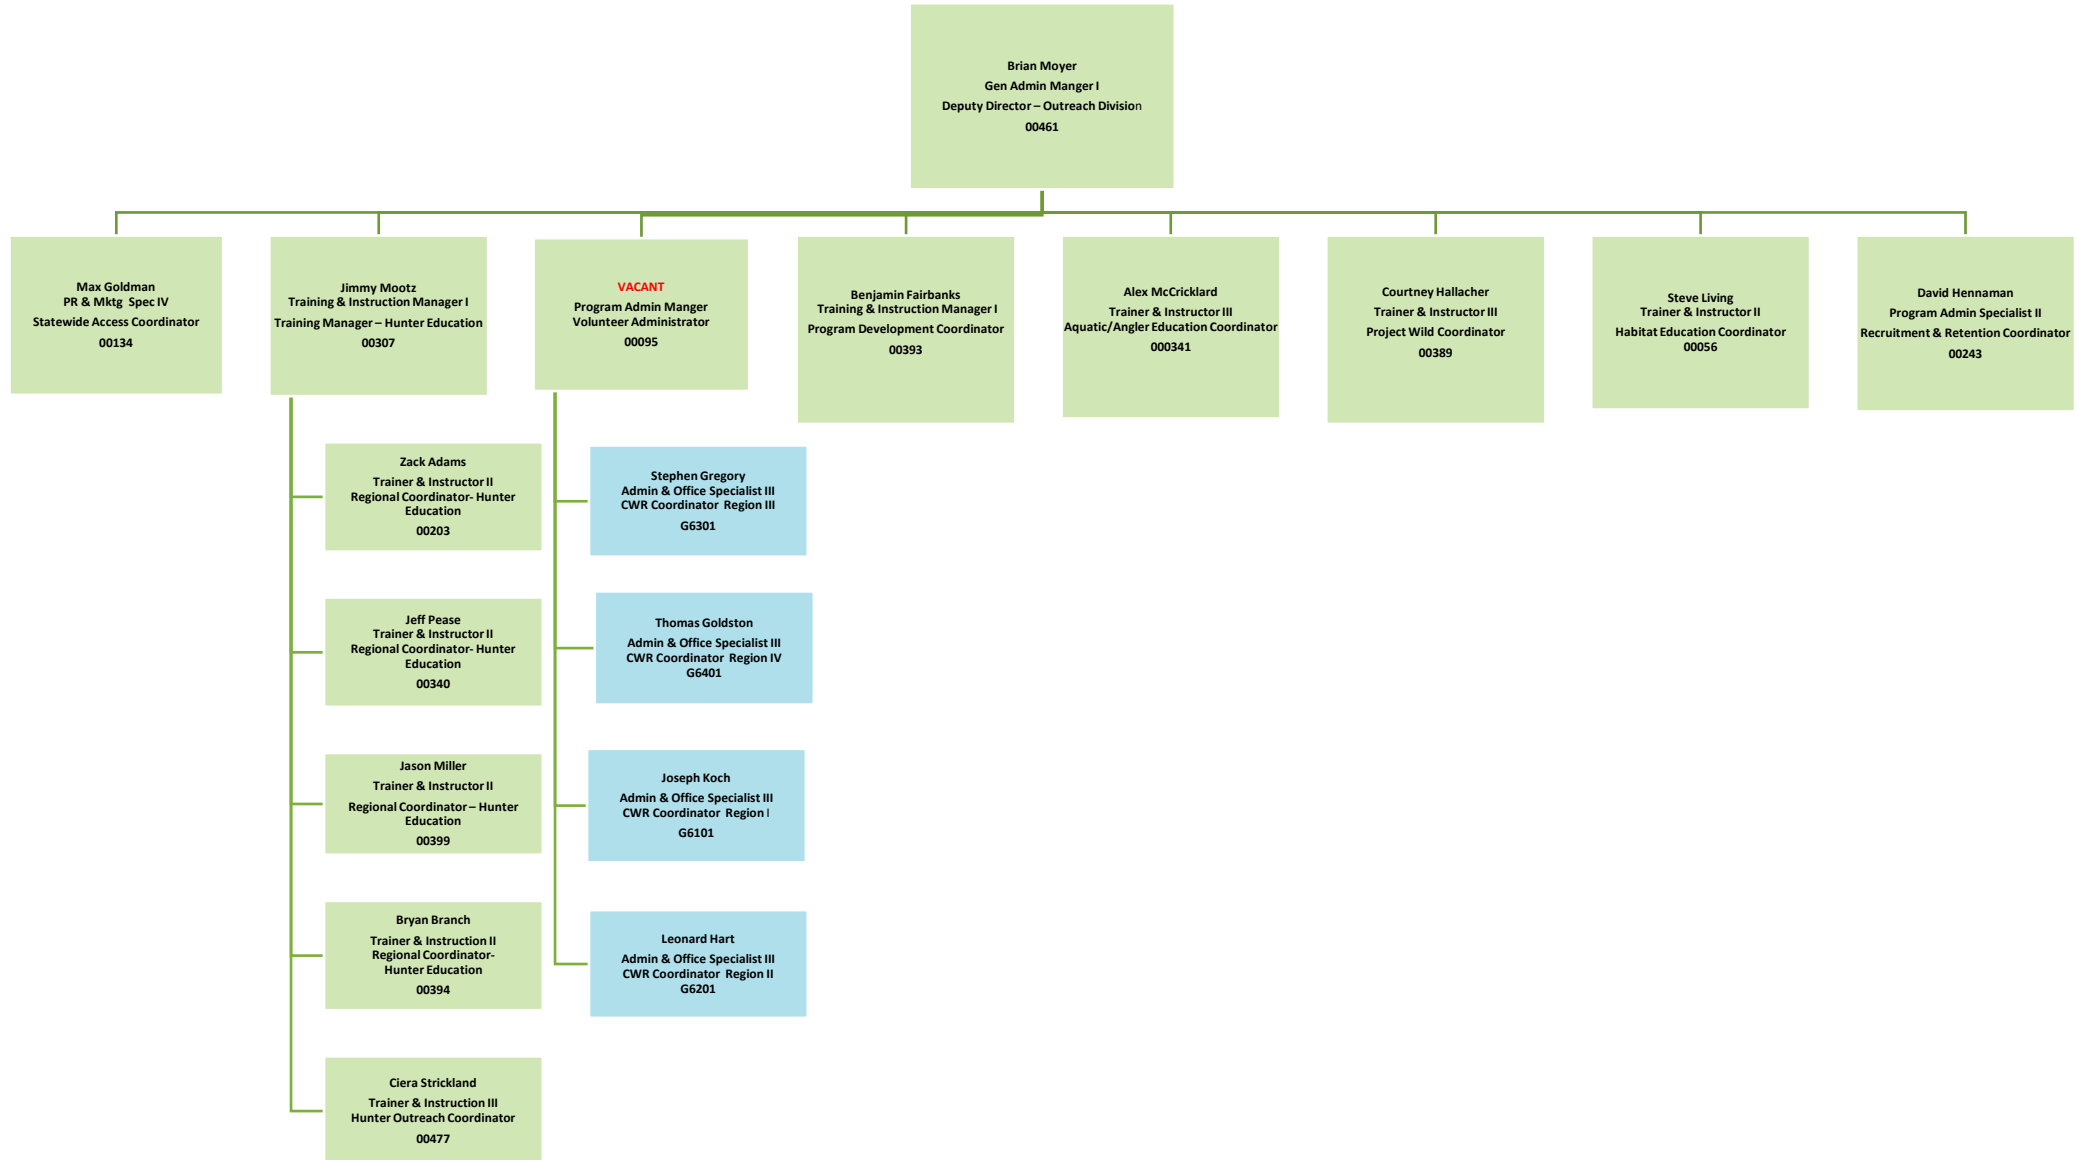 Brian Moyer
Gen Admin Manger I
Deputy Director – Outreach Division
00461
Max Goldman
PR & Mktg Spec IV
Statewide Access Coordinator
00134
Jimmy Mootz
Training & Instruction Manager I
Training Manager – Hunter Education
00307
VACANT
Program Admin Manger
Volunteer Administrator
00095
Benjamin Fairbanks
Training & Instruction Manager I
Program Development Coordinator
00393
Alex McCricklard
Trainer & Instructor III
Aquatic/Angler Education Coordinator
000341
Courtney Hallacher
Trainer & Instructor III
Project Wild Coordinator
00389
Steve Living
Trainer & Instructor II
Habitat Education Coordinator
00056
David Hennaman
Program Admin Specialist II
Recruitment & Retention Coordinator
00243
Zack Adams
Trainer & Instructor II
Regional Coordinator- Hunter
Education
00203
Jeff Pease
Trainer & Instructor II
Regional Coordinator- Hunter
Education
00340
Jason Miller
Trainer & Instructor II
Regional Coordinator – Hunter
Education
00399
Bryan Branch
Trainer & Instruction II
Regional Coordinator-
Hunter Education
00394
Ciera Strickland
Trainer & Instruction III
Hunter Outreach Coordinator
00477
Stephen Gregory
Admin & Office Specialist III
CWR Coordinator Region III
G6301
Thomas Goldston
Admin & Office Specialist III
CWR Coordinator Region IV
G6401
Joseph Koch
Admin & Office Specialist III
CWR Coordinator Region I
G6101
Leonard Hart
Admin & Office Specialist III
CWR Coordinator Region II
G6201